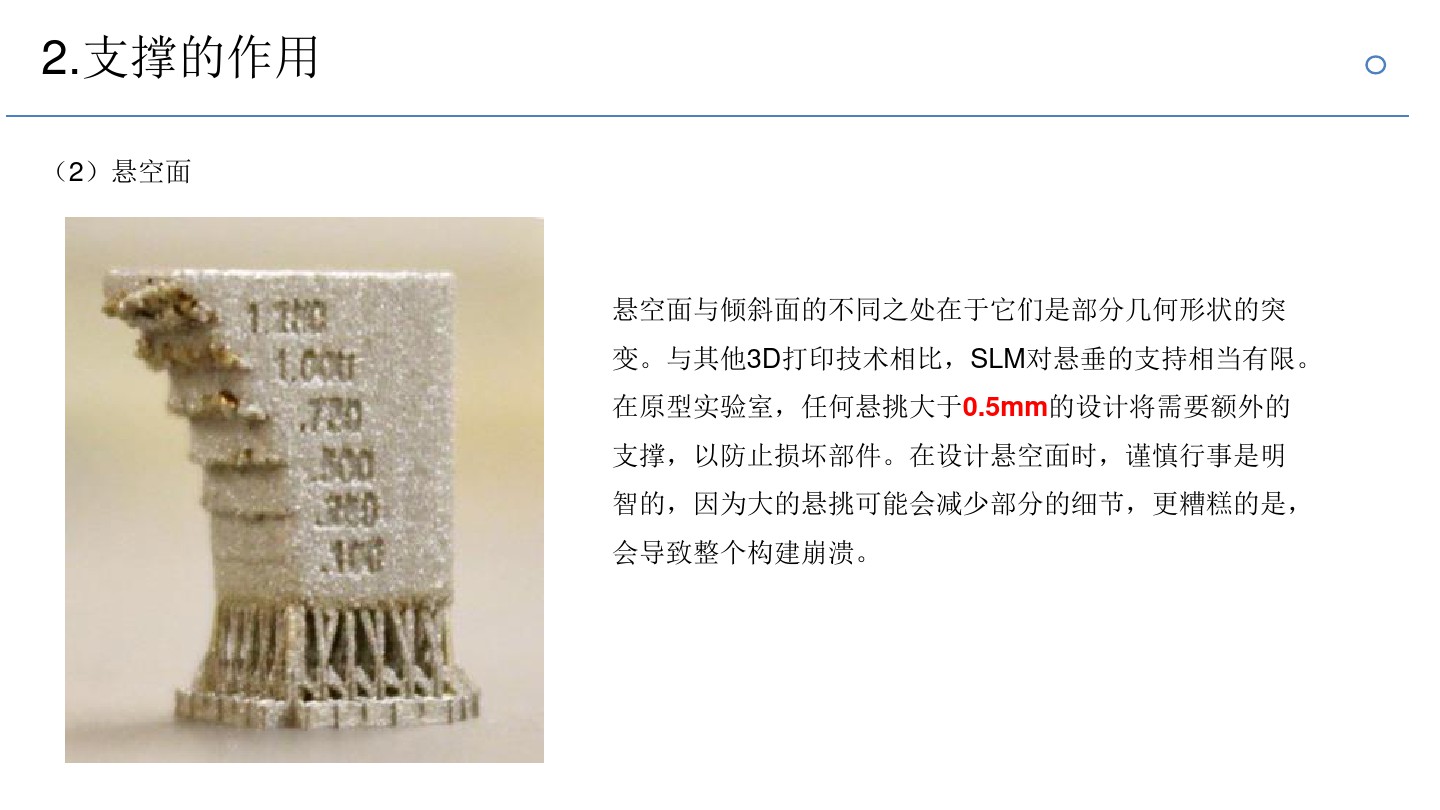 2.支撑的作用
（2）悬空面
悬空面与倾斜面的不同之处在于它们是部分几何形状的突
变。与其他3D打印技术相比，SLM对悬垂的支持相当有限。
在原型实验室，任何悬挑大于0.5mm的设计将需要额外的
支撑，以防止损坏部件。在设计悬空面时，谨慎行事是明
智的，因为大的悬挑可能会减少部分的细节，更糟糕的是，
会导致整个构建崩溃。
.500
.100